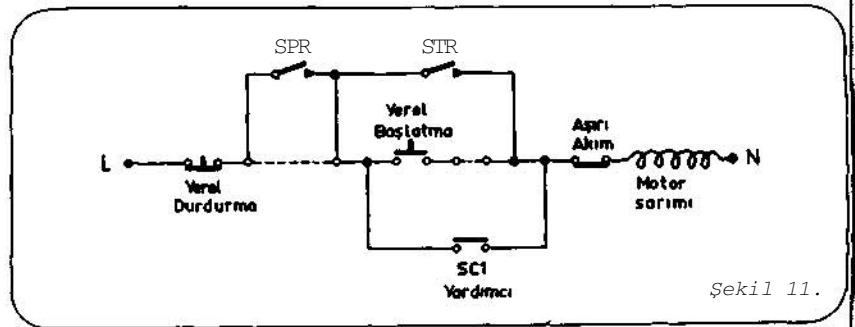 SPR
STR
Yerel
Başlatma
Aşırı
Akım
L
N
Yerel
Durdurma
Motor
sarımı
SC1
Yardımcı
Şekil 11.